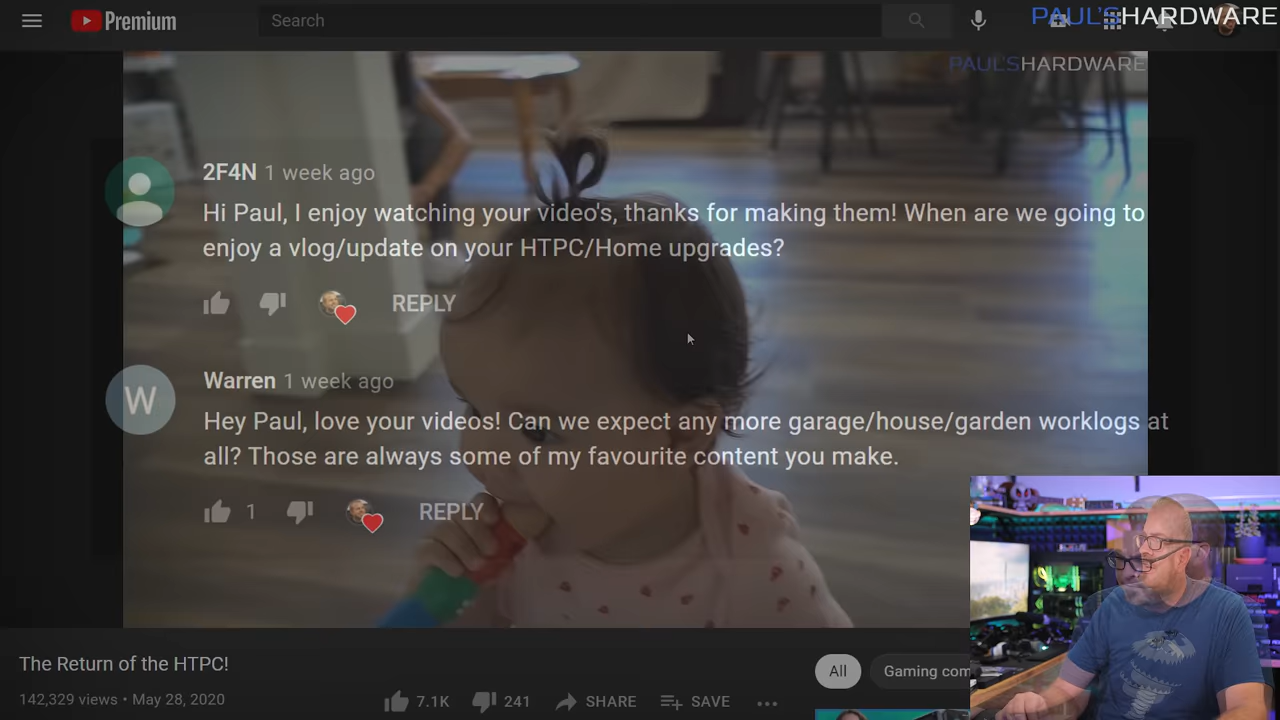 Premium
Search
PAUL'SHARDWARE
PAUL'SHARDWARE
2F4N 1 week ago
Hi Paul, I enjoy watching your video's, thanks for making them! When are we going to
enjoy a vlog/update on your HTPC/Home upgrades?
REPLY
Warren 1 week ago
W
Hey Paul, love your videos! Can we expect any more garage/house/garden worklogs at
all? Those are always some of my favourite content you make.
1 REPLY
The Return of the HTPC!
All Gaming com
142,329 views • May 28, 2020
7.1K 241 SHARE SAVE